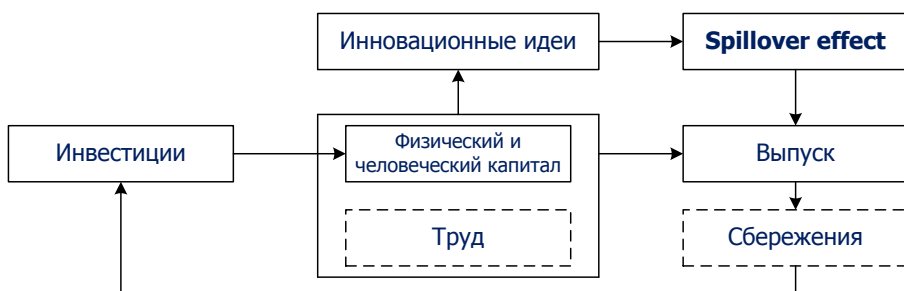 Инновационные идеи
Spillover effect
Инвестиции
Физический и
человеческий капитал
Выпуск
Труд
Сбережения